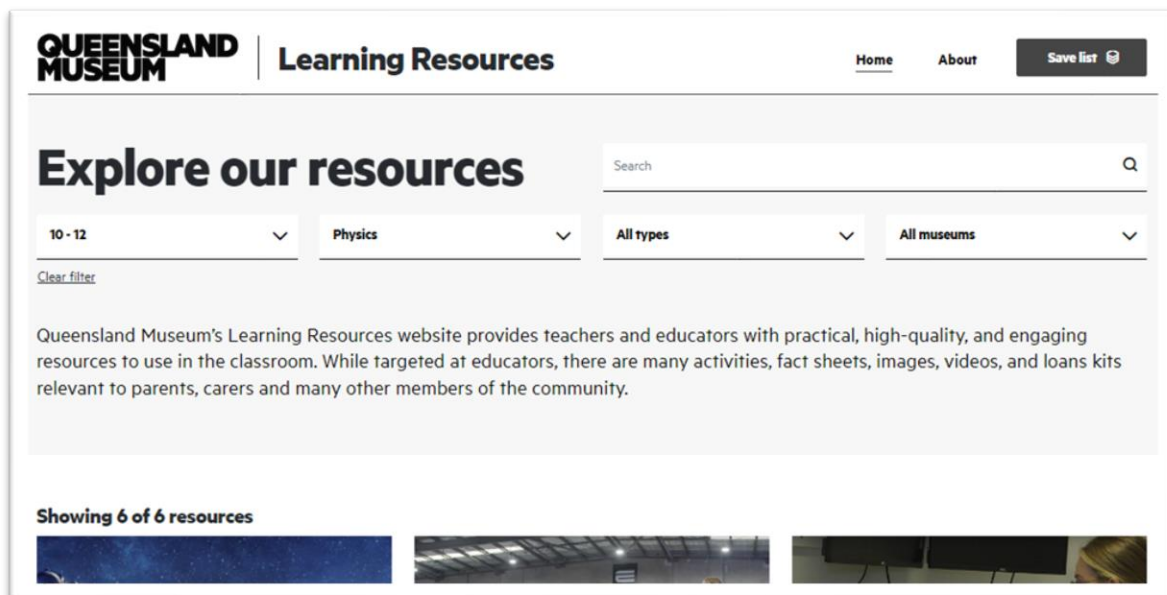 QUEENSLAND
MUSEUM
Learning Resources
Home
About
Save list
Explore our resources
Search
10 - 12
Physics
All types
All museums
Clear filter
Queensland Museum's Learning Resources website provides teachers and educators with practical, high-quality, and engaging
resources to use in the classroom. While targeted at educators, there are many activities, fact sheets, images, videos, and loans kits
relevant to parents, carers and many other members of the community.
Showing 6 of 6 resources